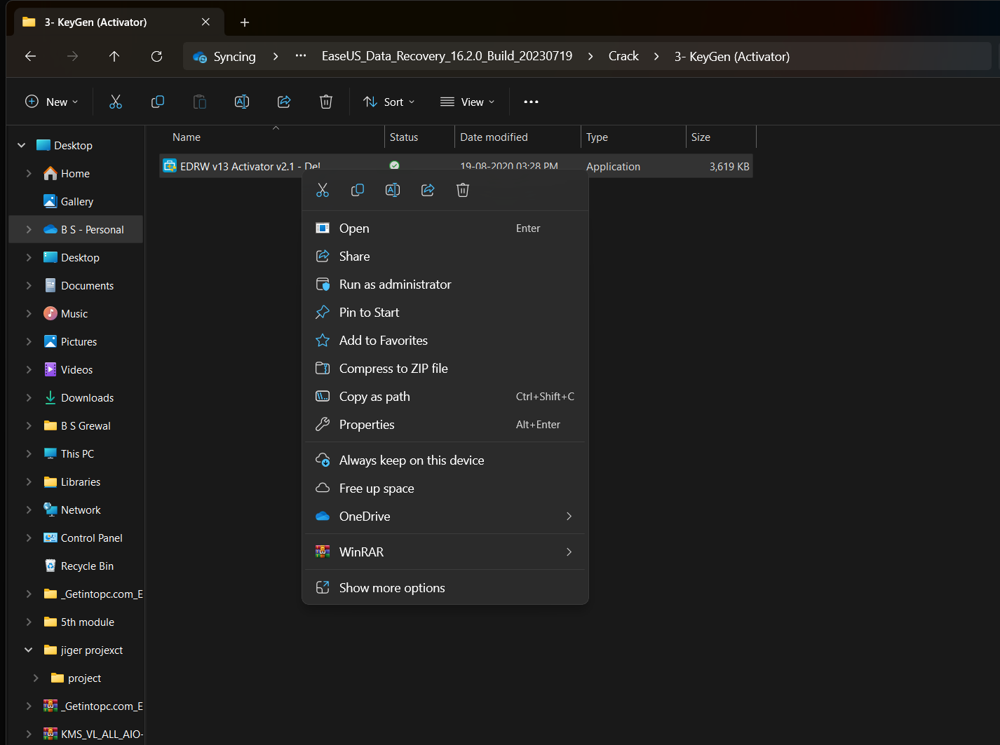 3- KeyGen (Activator)
Syncing EaseUS_Data_Recovery_16.2.0_Build_20230719 Crack 3- KeyGen (Activator)
New Sort View
Name Status Date modified Type Size
EDRW v13 Activator v2.1 - 19-08-2020 03:28 PM Application 3,619 KB
Desktop
Home
Gallery
B S - Personal
Desktop
Documents
Music
Pictures
Videos
Downloads
B S Grewal
This PC
Libraries
Network
Control Panel
Recycle Bin
_Getintopc.com_E
5th module
jiger projexct
project
_Getintopc.com_E
KMS_VL_ALL_AIO-
Open Enter
Share
Run as administrator
Pin to Start
Add to Favorites
Compress to ZIP file
Copy as path Ctrl+Shift+C
Properties Alt+Enter
Always keep on this device
Free up space
OneDrive
WinRAR
Show more options